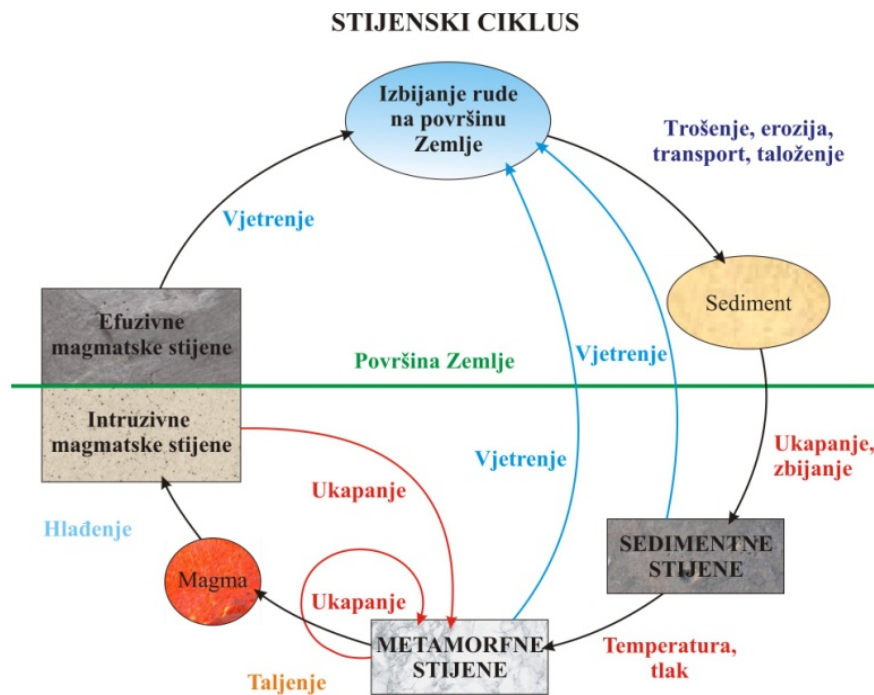 STIJENSKI CIKLUS
Izbijanje rude
na površinu
Zemlje
Trošenje, erozija,
transport, taloženje
Vjetrenje
Sediment
Efuzivne
magmatske stijene
Površina Zemlje
Vjetrenje
Intruzivne
magmatske stijene
Vjetrenje
Ukapanje,
zbijanje
Ukapanje
Hlađenje
SEDIMENTNE
STIJENE
Magma
Ukapanje
METAMORFNE
STIJENE
Temperatura,
tlak
Taljenje